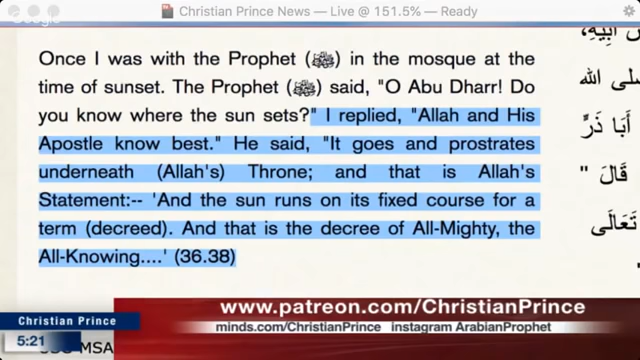 Christian Prince News — Live @ 151.5% — Ready
Google
Once I was with the Prophet (ﷺ) in the mosque at the
time of sunset. The Prophet (ﷺ) said, "O Abu Dharr! Do
you know where the sun sets?" I replied, "Allah and His
Apostle know best." He said, "It goes and prostrates
underneath (Allah's) Throne; and that is Allah's
Statement:-- 'And the sun runs on its fixed course for a
term (decreed). And that is the decree of All-Mighty, the
All-Knowing....' (36.38)
أَبِيهِ،
صلى الله
أَبَا ذَرٍّ
" قَالَ
تَعَالَى
www.patreon.com/ChristianPrince
Christian Prince
minds.com/ChristianPrince instagram ArabianProphet
5:21
MSA